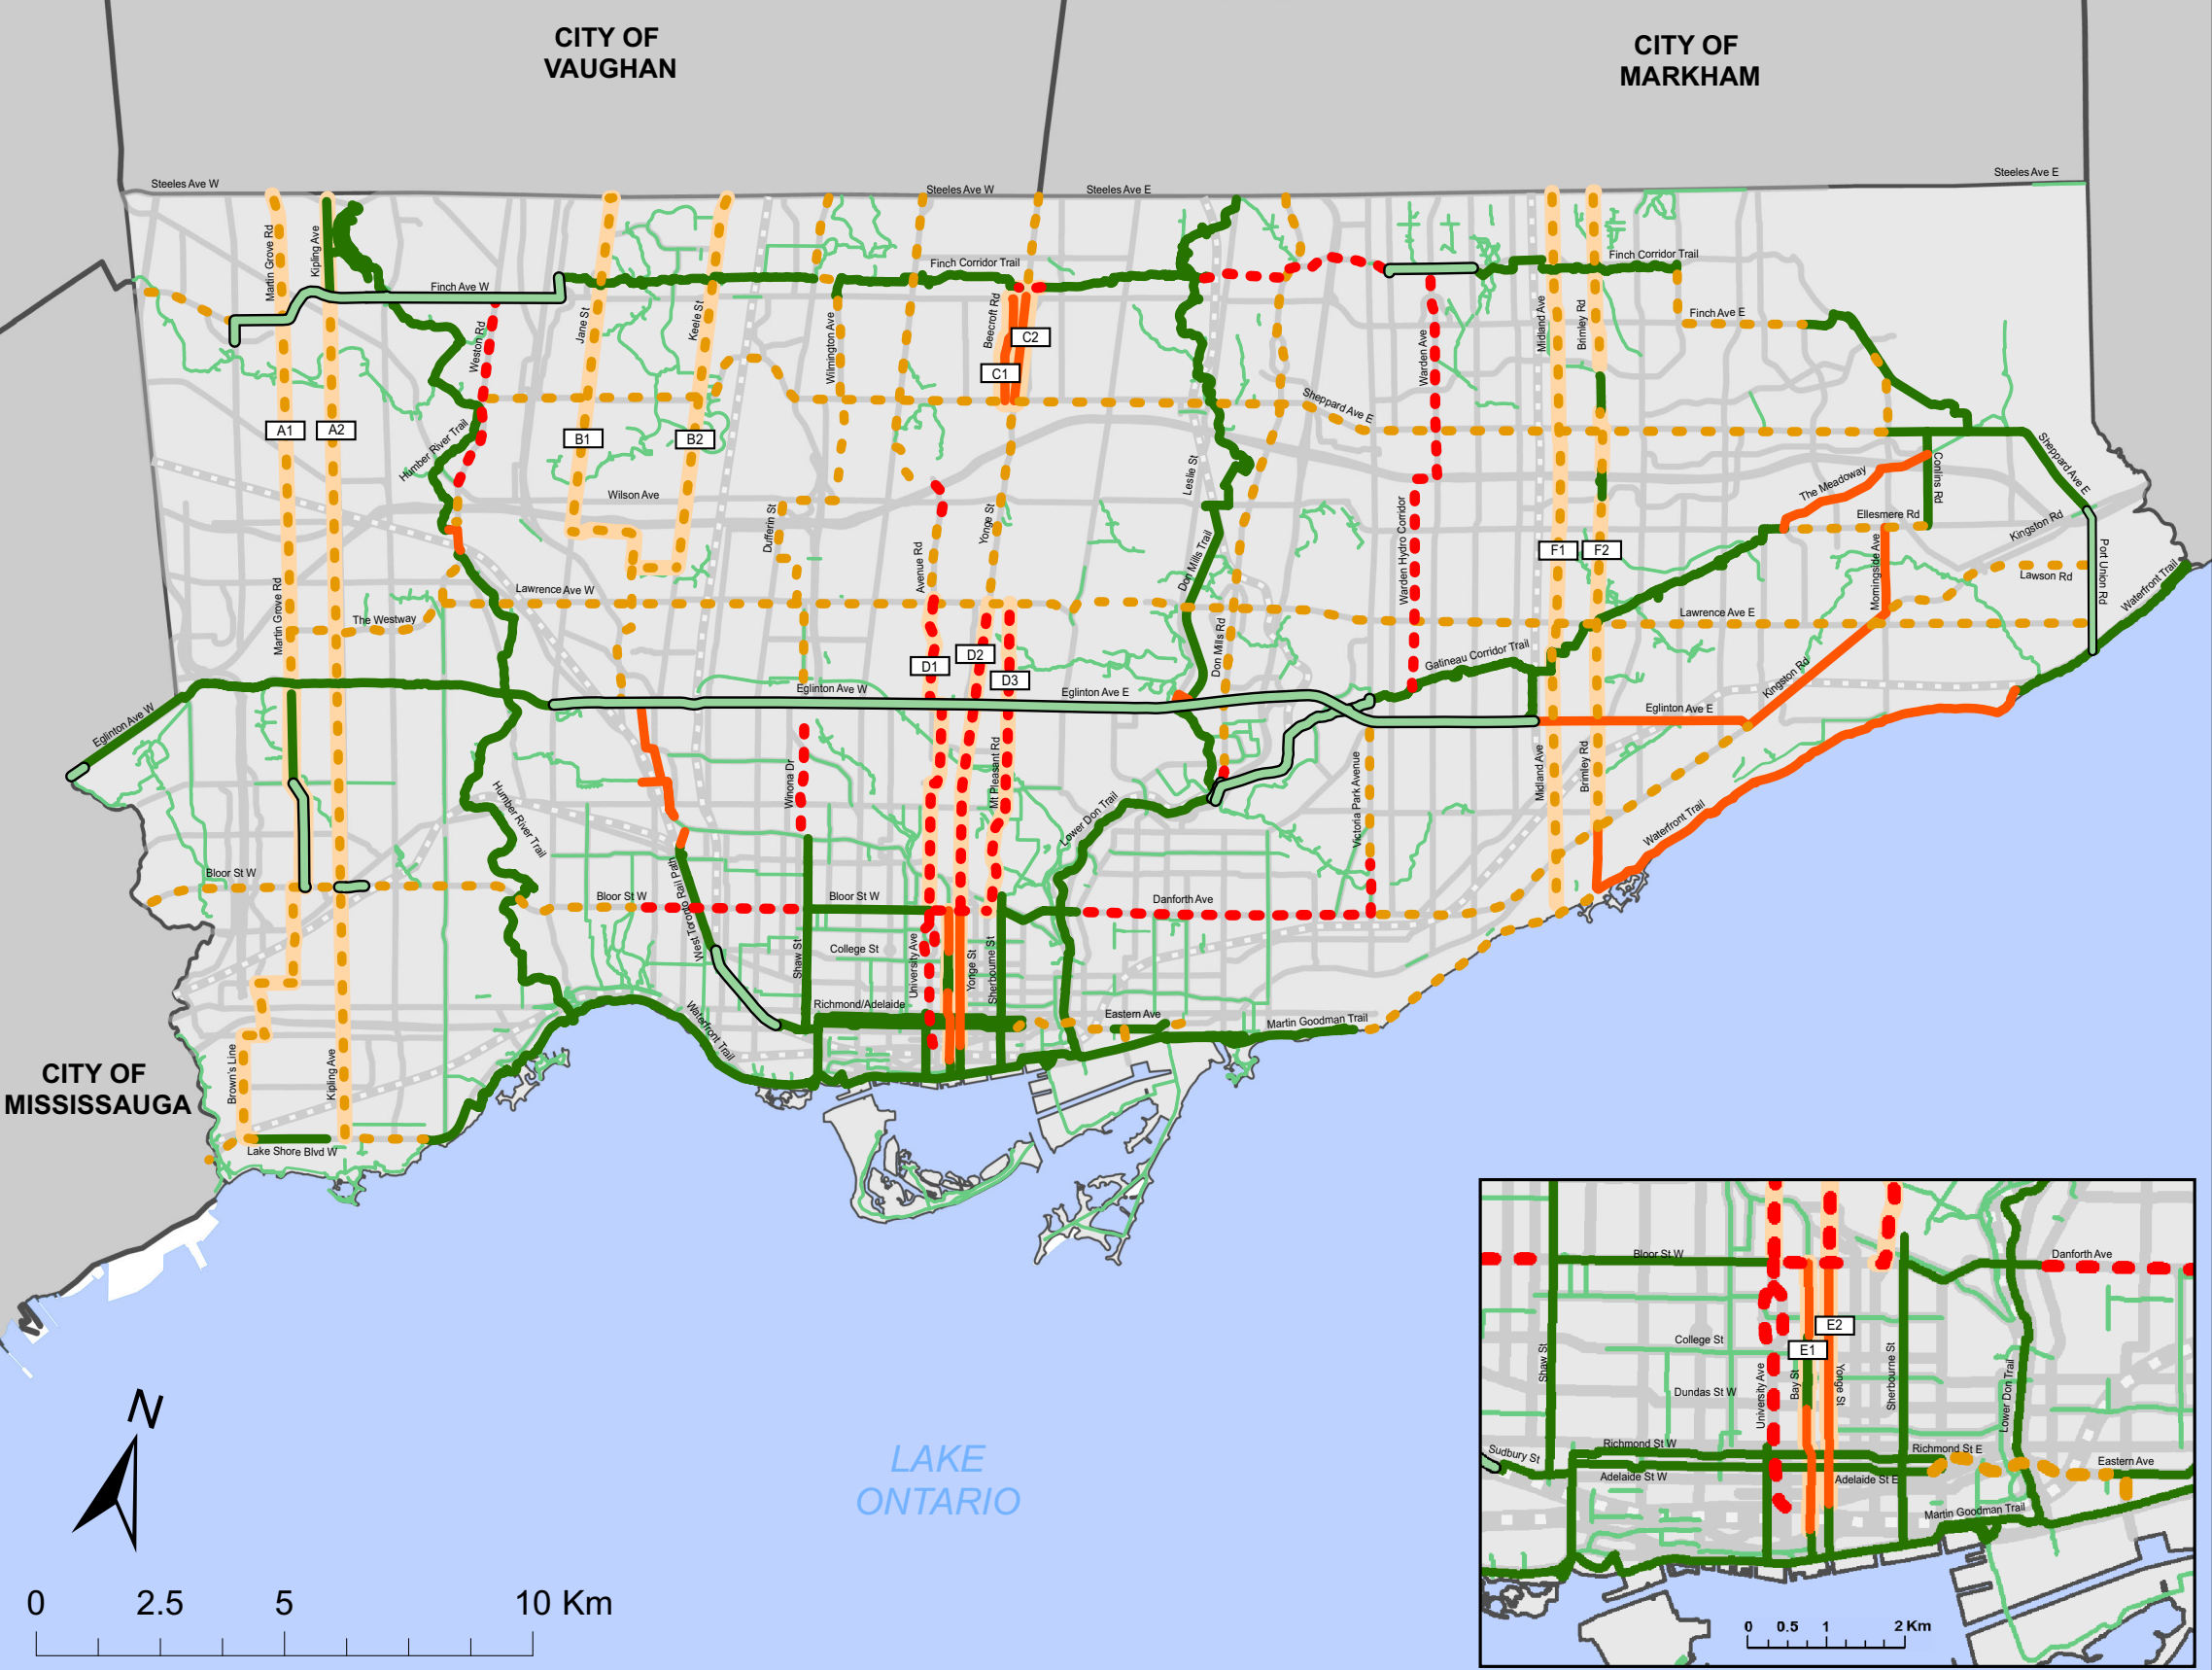 CITY OF
VAUGHAN
CITY OF
MARKHAM
Steeles Ave W
Steeles Ave W
Steeles Ave E
Steeles Ave E
Martin Grove Rd
Kipling Ave
Finch Ave W
Weston Rd
Jane St
Keele St
Wilmington Ave
Finch Corridor Trail
Beecroft Rd
C2
C1
Warden Ave
Midland Ave
Brimley Rd
Finch Corridor Trail
Finch Ave E
Sheppard Ave E
A1
A2
B1
B2
Humber River Trail
Wilson Ave
Dufferin St
Yonge St
Leslie St
Don Mills Trail
Warden Hydro Corridor
F1
F2
The Meadoway
Conlins Rd
Sheppard Ave E
Ellesmere Rd
Kingston Rd
Morningside Ave
Port Union Rd
Lawson Rd
Waterfront Trail
Lawrence Ave W
Avenue Rd
Lawrence Ave E
Martin Grove Rd
The Westway
D1
D2
D3
Don Mills Rd
Gatineau Corridor Trail
Kingston Rd
Eglinton Ave W
Eglinton Ave W
Eglinton Ave E
Eglinton Ave E
Winona Dr
Mt Pleasant Rd
Victoria Park Avenue
Midland Ave
Brimley Rd
Lower Don Trail
Humber River Trail
Waterfront Trail
Bloor St W
Bloor St W
Bloor St W
Danforth Ave
West Toronto Rail Path
Shaw St
College St
University Ave
Yonge St
Sherbourne St
Richmond/Adelaide
Eastern Ave
Martin Goodman Trail
Waterfront Trail
Brown's Line
Kipling Ave
Lake Shore Blvd W
CITY OF
MISSISSAUGA
LAKE
ONTARIO
N
0 2.5 5 10 Km
Bloor St W
Danforth Ave
E2
E1
College St
Shaw St
Dundas St W
University Ave
Bay St
Yonge St
Sherbourne St
Lower Don Trail
Sudbury St
Richmond St W
Richmond St E
Adelaide St W
Adelaide St E
Eastern Ave
Martin Goodman Trail
0 0.5 1 2 Km